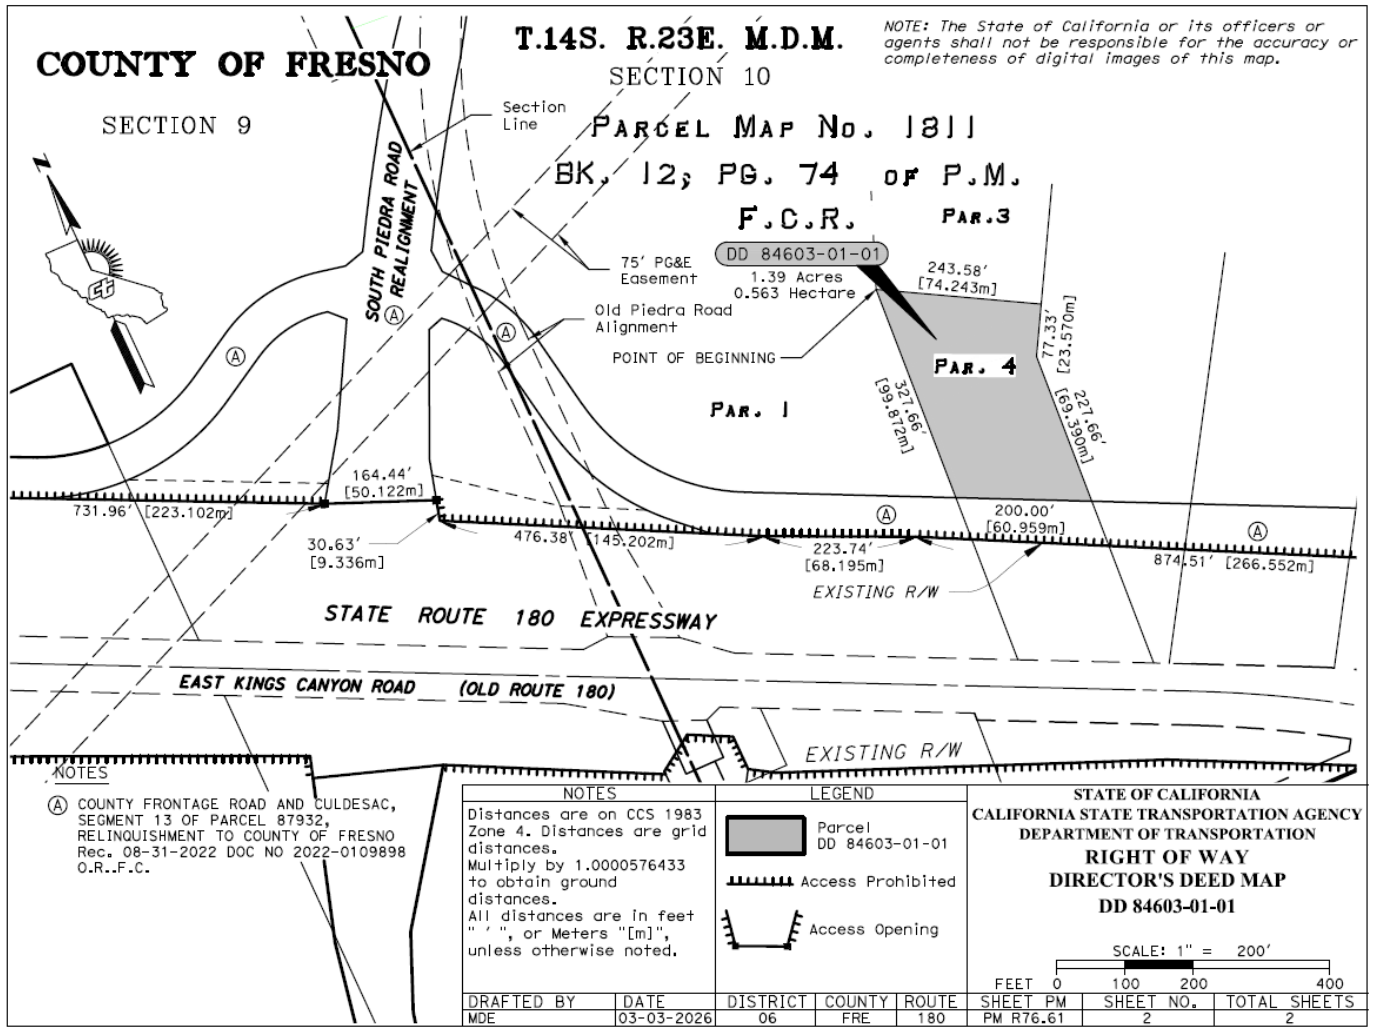 COUNTY OF FRESNO
T.14S. R.23E. M.D.M.
NOTE: The State of California or its officers or
agents shall not be responsible for the accuracy or
completeness of digital images of this map.
SECTION 9
SECTION 10
Section
Line
PARCEL MAP NO. 1811
BK. 12; PG. 74 OF P.M.
F.C.R.
PAR.3
N
ct
SOUTH PIEDRA ROAD
REALIGNMENT
A
75' PG&E
Easement
DD 84603-01-01
1.39 Acres
0.563 Hectare
243.58'
[74.243m]
Old Piedra Road
Alignment
A
A
POINT OF BEGINNING
77.33'
[23.570m]
PAR. 4
PAR. 1
327.66'
[99.872m]
227.66'
[69.390m]
164.44'
[50.122m]
731.96' [223.102m]
30.63'
[9.336m]
476.38' [145.202m]
A
223.74'
[68.195m]
200.00'
[60.959m]
A
874.51' [266.552m]
EXISTING R/W
STATE ROUTE 180 EXPRESSWAY
EAST KINGS CANYON ROAD (OLD ROUTE 180)
EXISTING R/W
NOTES
A COUNTY FRONTAGE ROAD AND CULDESAC,
SEGMENT 13 OF PARCEL 87932,
RELINQUISHMENT TO COUNTY OF FRESNO
Rec. 08-31-2022 DOC NO 2022-0109898
O.R..F.C.
NOTES
Distances are on CCS 1983
Zone 4. Distances are grid
distances.
Multiply by 1.0000576433
to obtain ground
distances.
All distances are in feet
" ' ", or Meters "[m]",
unless otherwise noted.
LEGEND
Parcel
DD 84603-01-01
Access Prohibited
Access Opening
STATE OF CALIFORNIA
CALIFORNIA STATE TRANSPORTATION AGENCY
DEPARTMENT OF TRANSPORTATION
RIGHT OF WAY
DIRECTOR'S DEED MAP
DD 84603-01-01
SCALE: 1" = 200'
FEET 0 100 200 400
DRAFTED BY DATE DISTRICT COUNTY ROUTE SHEET PM SHEET NO. TOTAL SHEETS
MDE 03-03-2026 06 FRE 180 PM R76.61 2 2